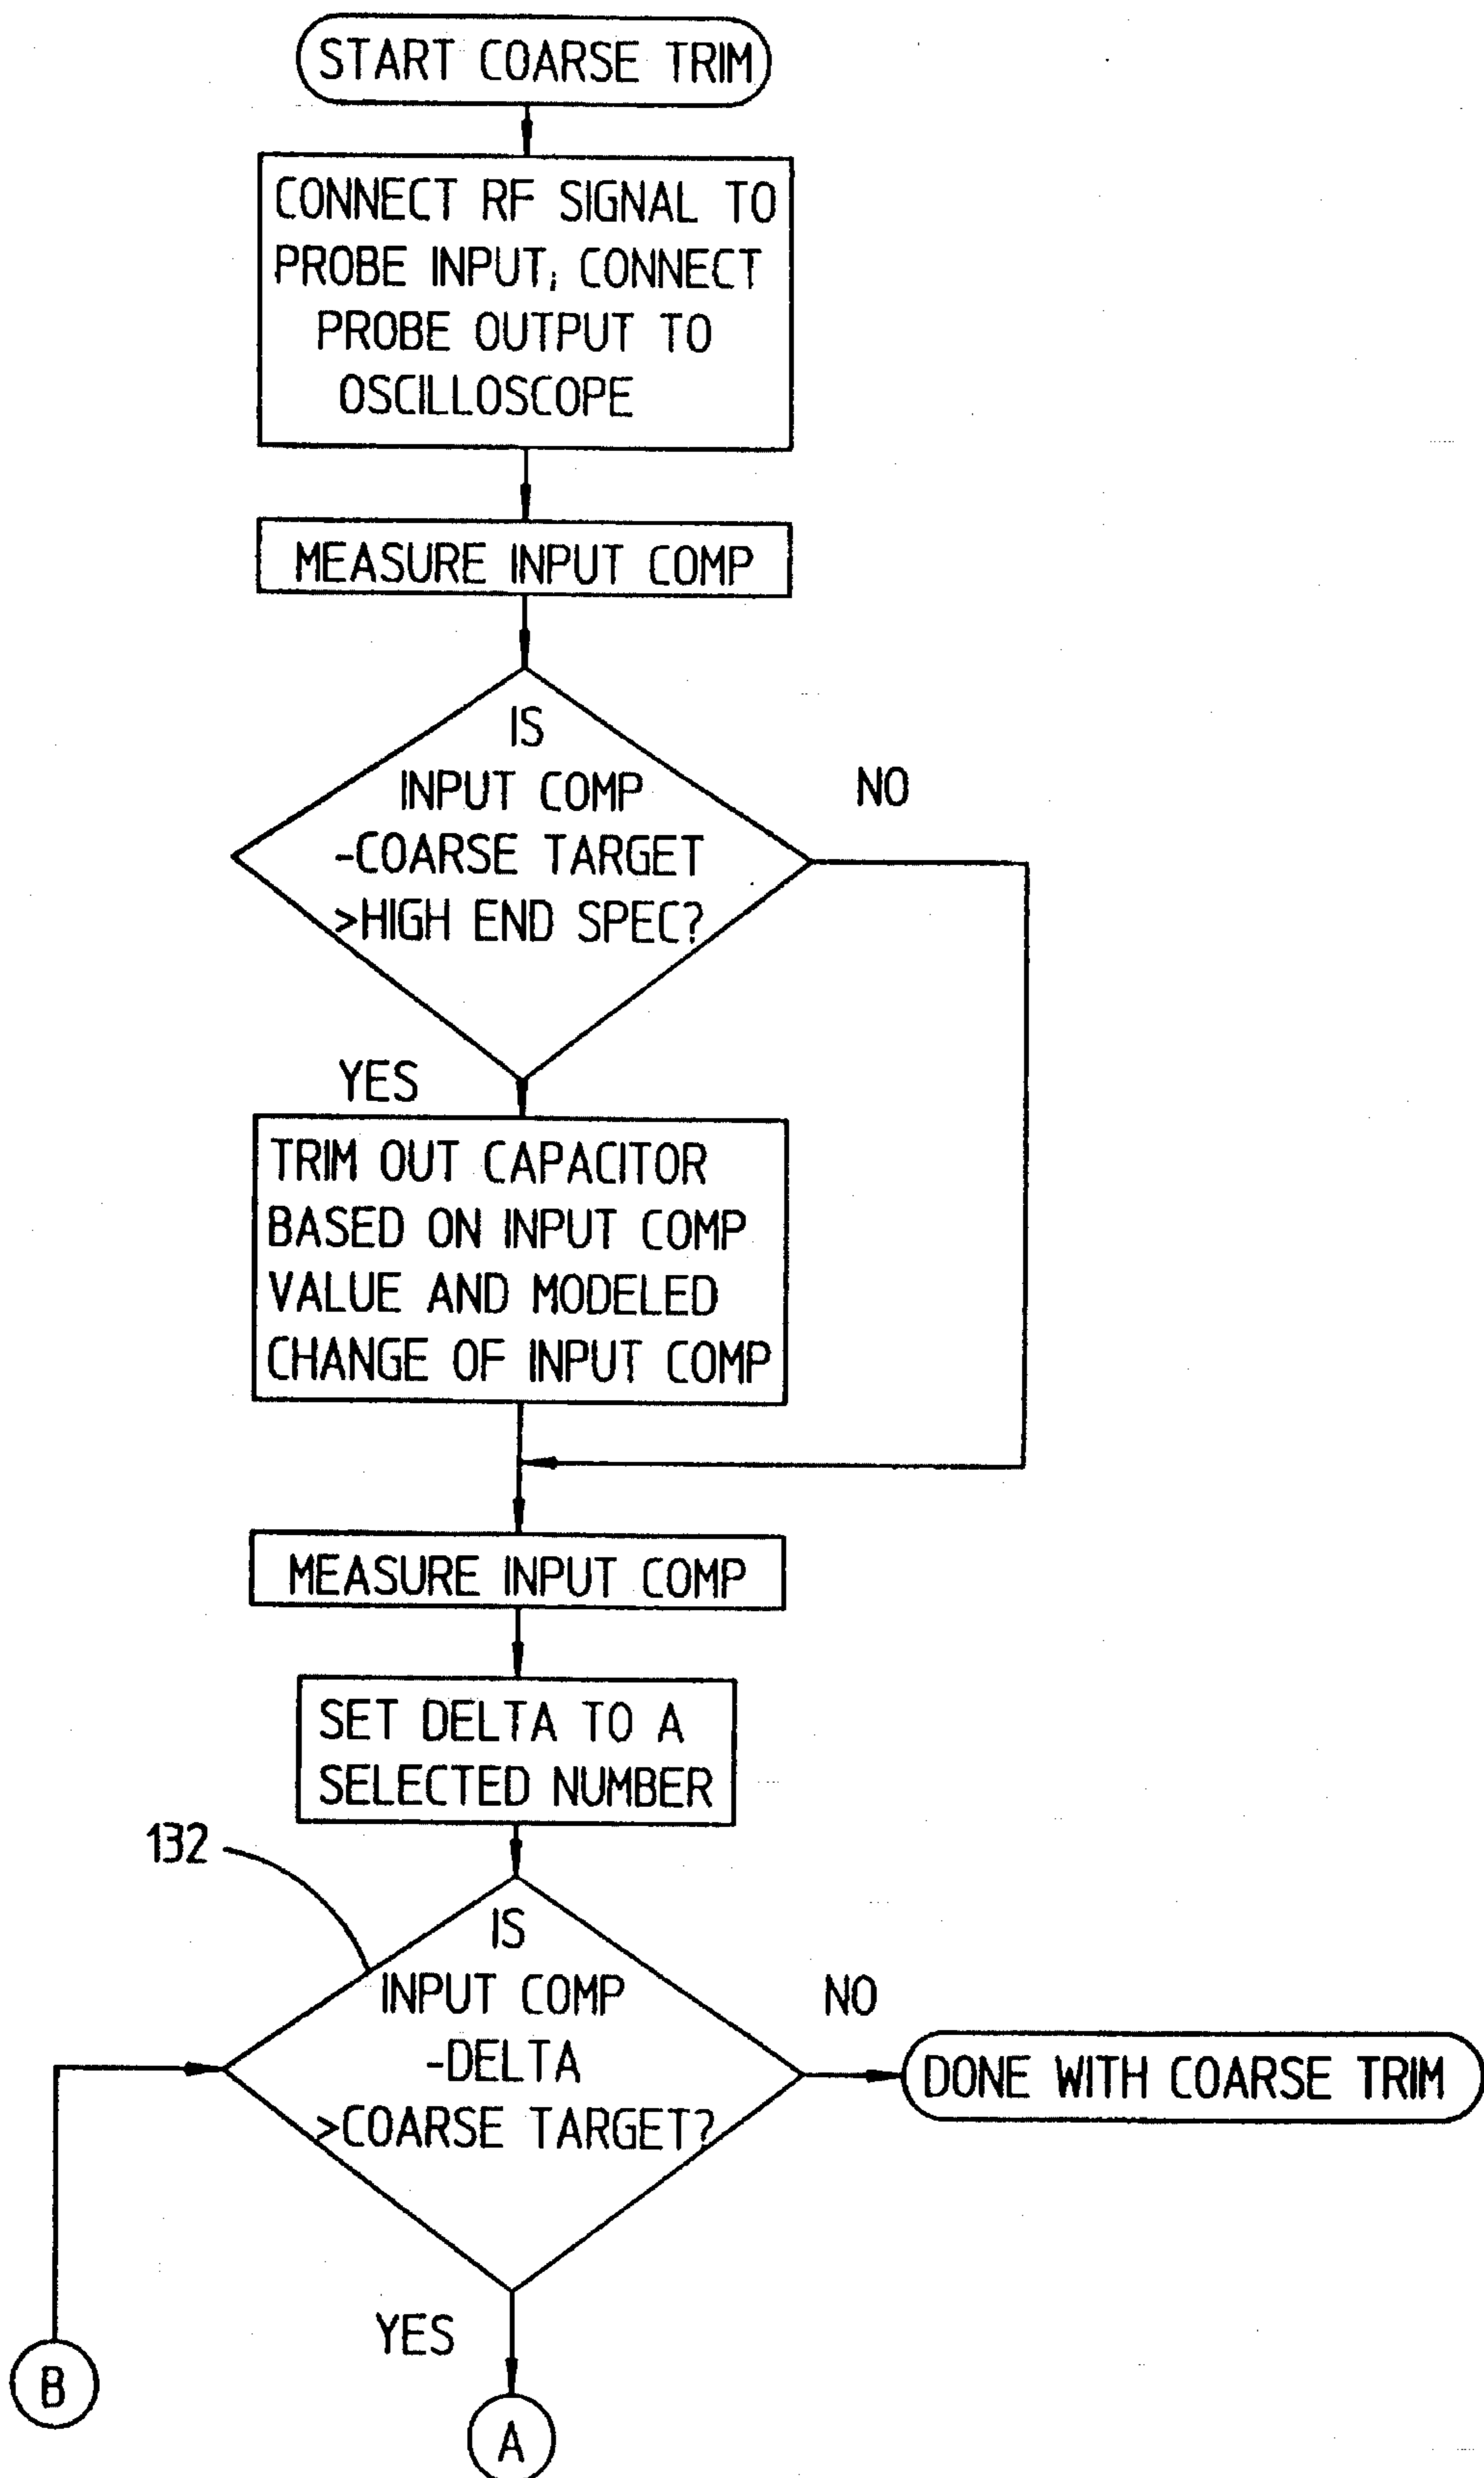 START COARSE TRIM
CONNECT RF SIGNAL TO
PROBE INPUT; CONNECT
PROBE OUTPUT TO
OSCILLOSCOPE
MEASURE INPUT COMP
IS
INPUT COMP
-COARSE TARGET
>HIGH END SPEC?
NO
YES
TRIM OUT CAPACITOR
BASED ON INPUT COMP
VALUE AND MODELED
CHANGE OF INPUT COMP
MEASURE INPUT COMP
SET DELTA TO A
SELECTED NUMBER
132
IS
INPUT COMP
-DELTA
>COARSE TARGET?
NO
DONE WITH COARSE TRIM
YES
B
A